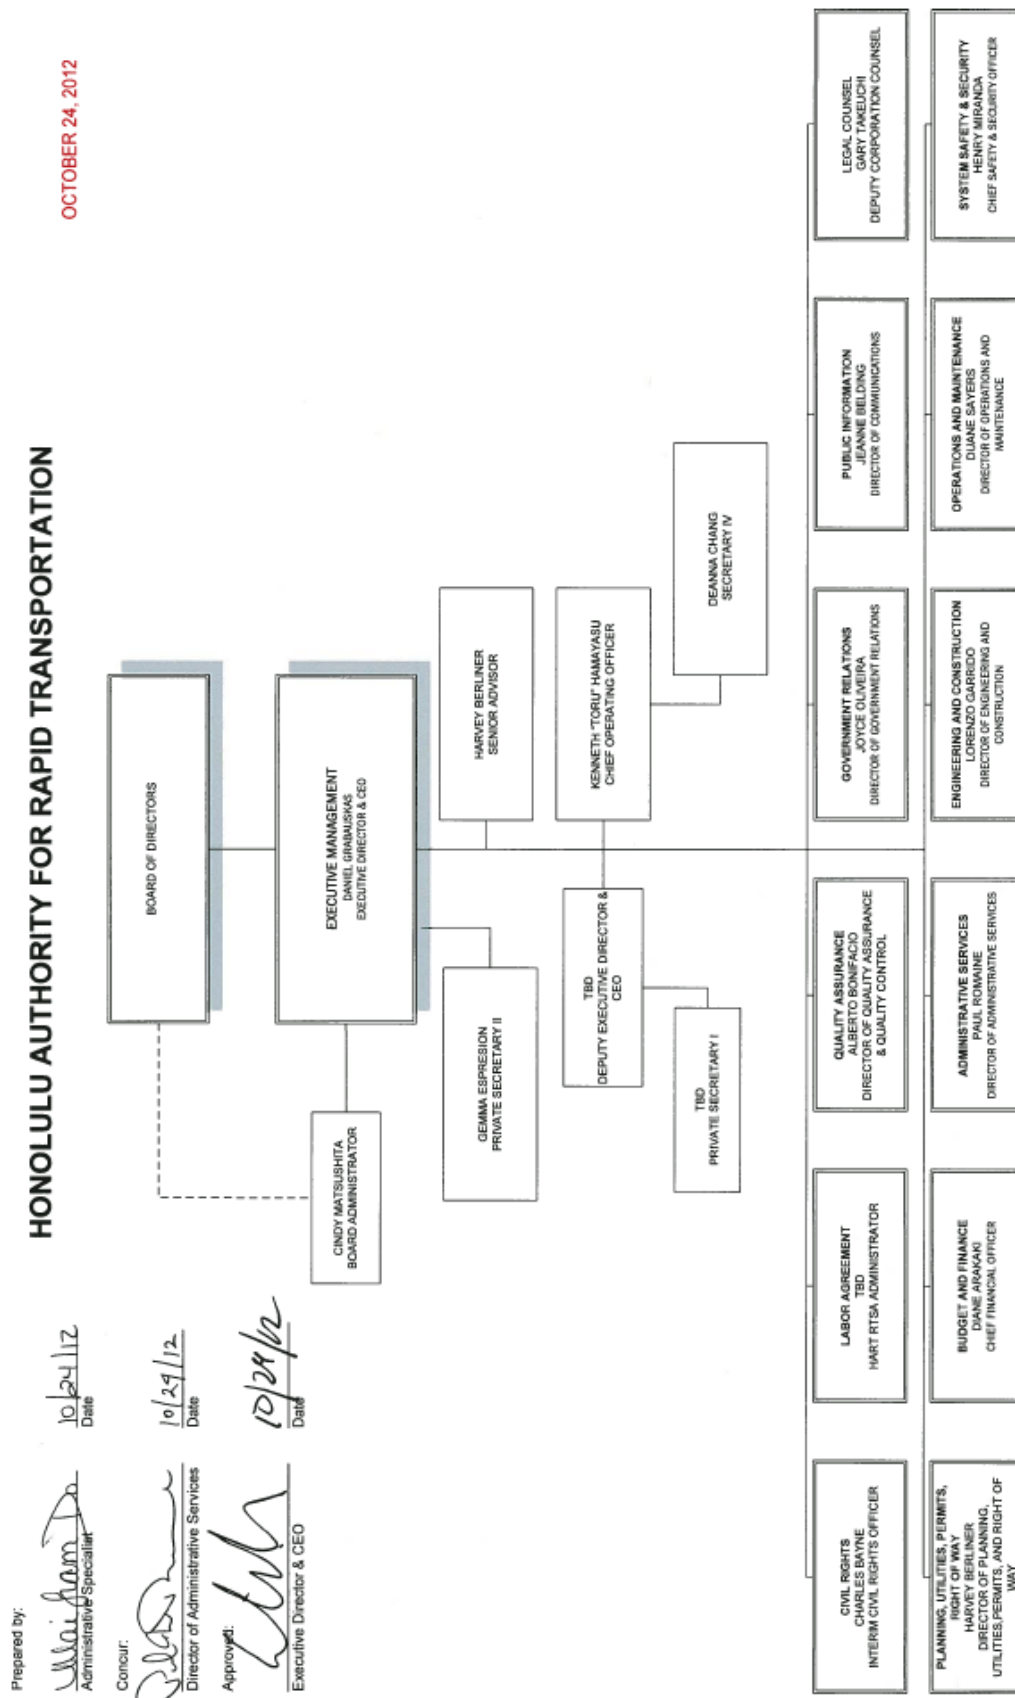 Prepared by:
10/24/12
Administrative Specialist
Date
Concur:
10/24/12
Director of Administrative Services
Date
Approved:
10/24/12
Executive Director & CEO
Date
HONOLULU AUTHORITY FOR RAPID TRANSPORTATION
OCTOBER 24, 2012
BOARD OF DIRECTORS
CINDY MATSUSHITA
BOARD ADMINISTRATOR
EXECUTIVE MANAGEMENT
DANIEL GRABAUSKAS
EXECUTIVE DIRECTOR & CEO
GEMMA ESPRESION
PRIVATE SECRETARY II
HARVEY BERLINER
SENIOR ADVISOR
TBD
DEPUTY EXECUTIVE DIRECTOR &
CEO
KENNETH "TORU" HAMAYASU
CHIEF OPERATING OFFICER
TBD
PRIVATE SECRETARY I
DEANNA CHANG
SECRETARY IV
CIVIL RIGHTS
CHARLES BAYNE
INTERIM CIVIL RIGHTS OFFICER
LABOR AGREEMENT
TBD
HART RTSA ADMINISTRATOR
QUALITY ASSURANCE
ALBERTO BONIFACIO
DIRECTOR OF QUALITY ASSURANCE
& QUALITY CONTROL
GOVERNMENT RELATIONS
JOYCE OLIVEIRA
DIRECTOR OF GOVERNMENT RELATIONS
PUBLIC INFORMATION
JEANNE BELDING
DIRECTOR OF COMMUNICATIONS
LEGAL COUNSEL
GARY TAKEUCHI
DEPUTY CORPORATION COUNSEL
PLANNING, UTILITIES, PERMITS,
RIGHT OF WAY
HARVEY BERLINER
DIRECTOR OF PLANNING,
UTILITIES,PERMITS, AND RIGHT OF
WAY
BUDGET AND FINANCE
DIANE ARAKAKI
CHIEF FINANCIAL OFFICER
ADMINISTRATIVE SERVICES
PAUL ROMAINE
DIRECTOR OF ADMINISTRATIVE SERVICES
ENGINEERING AND CONSTRUCTION
LORENZO GARRIDO
DIRECTOR OF ENGINEERING AND
CONSTRUCTION
OPERATIONS AND MAINTENANCE
DUANE SAYERS
DIRECTOR OF OPERATIONS AND
MAINTENANCE
SYSTEM SAFETY & SECURITY
HENRY MIRANDA
CHIEF SAFETY & SECURITY OFFICER